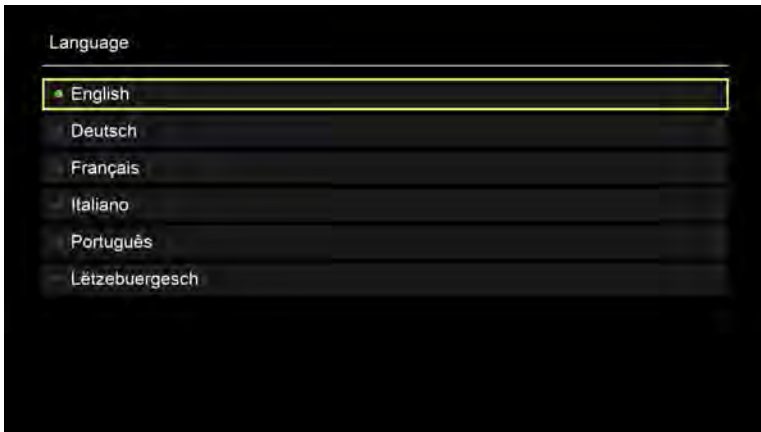 Language
English
Deutsch
Français
Italiano
Português
Lëtzebuergesch